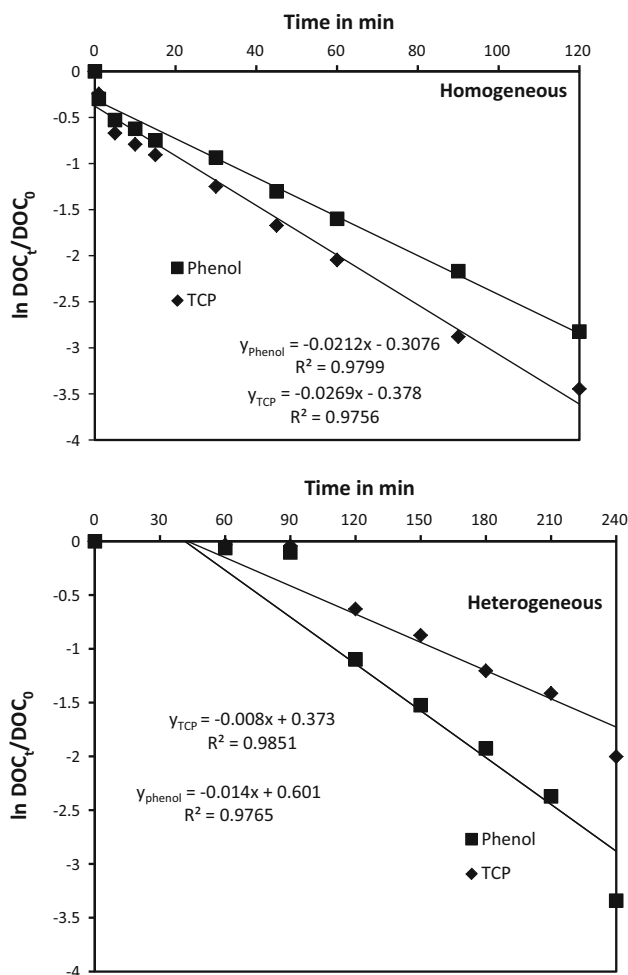 Time in min
0 20 40 60 80 100 120
0
-0.5
-1
-1.5
-2
-2.5
-3
-3.5
-4
ln DOCt/DOC0
Homogeneous
Phenol
TCP
yPhenol = -0.0212x - 0.3076
R² = 0.9799
yTCP = -0.0269x - 0.378
R² = 0.9756
Time in min
0 30 60 90 120 150 180 210 240
0
-0.5
-1
-1.5
-2
-2.5
-3
-3.5
-4
ln DOCt/DOC0
Heterogeneous
yTCP = -0.008x + 0.373
R² = 0.9851
yphenol = -0.014x + 0.601
R² = 0.9765
Phenol
TCP